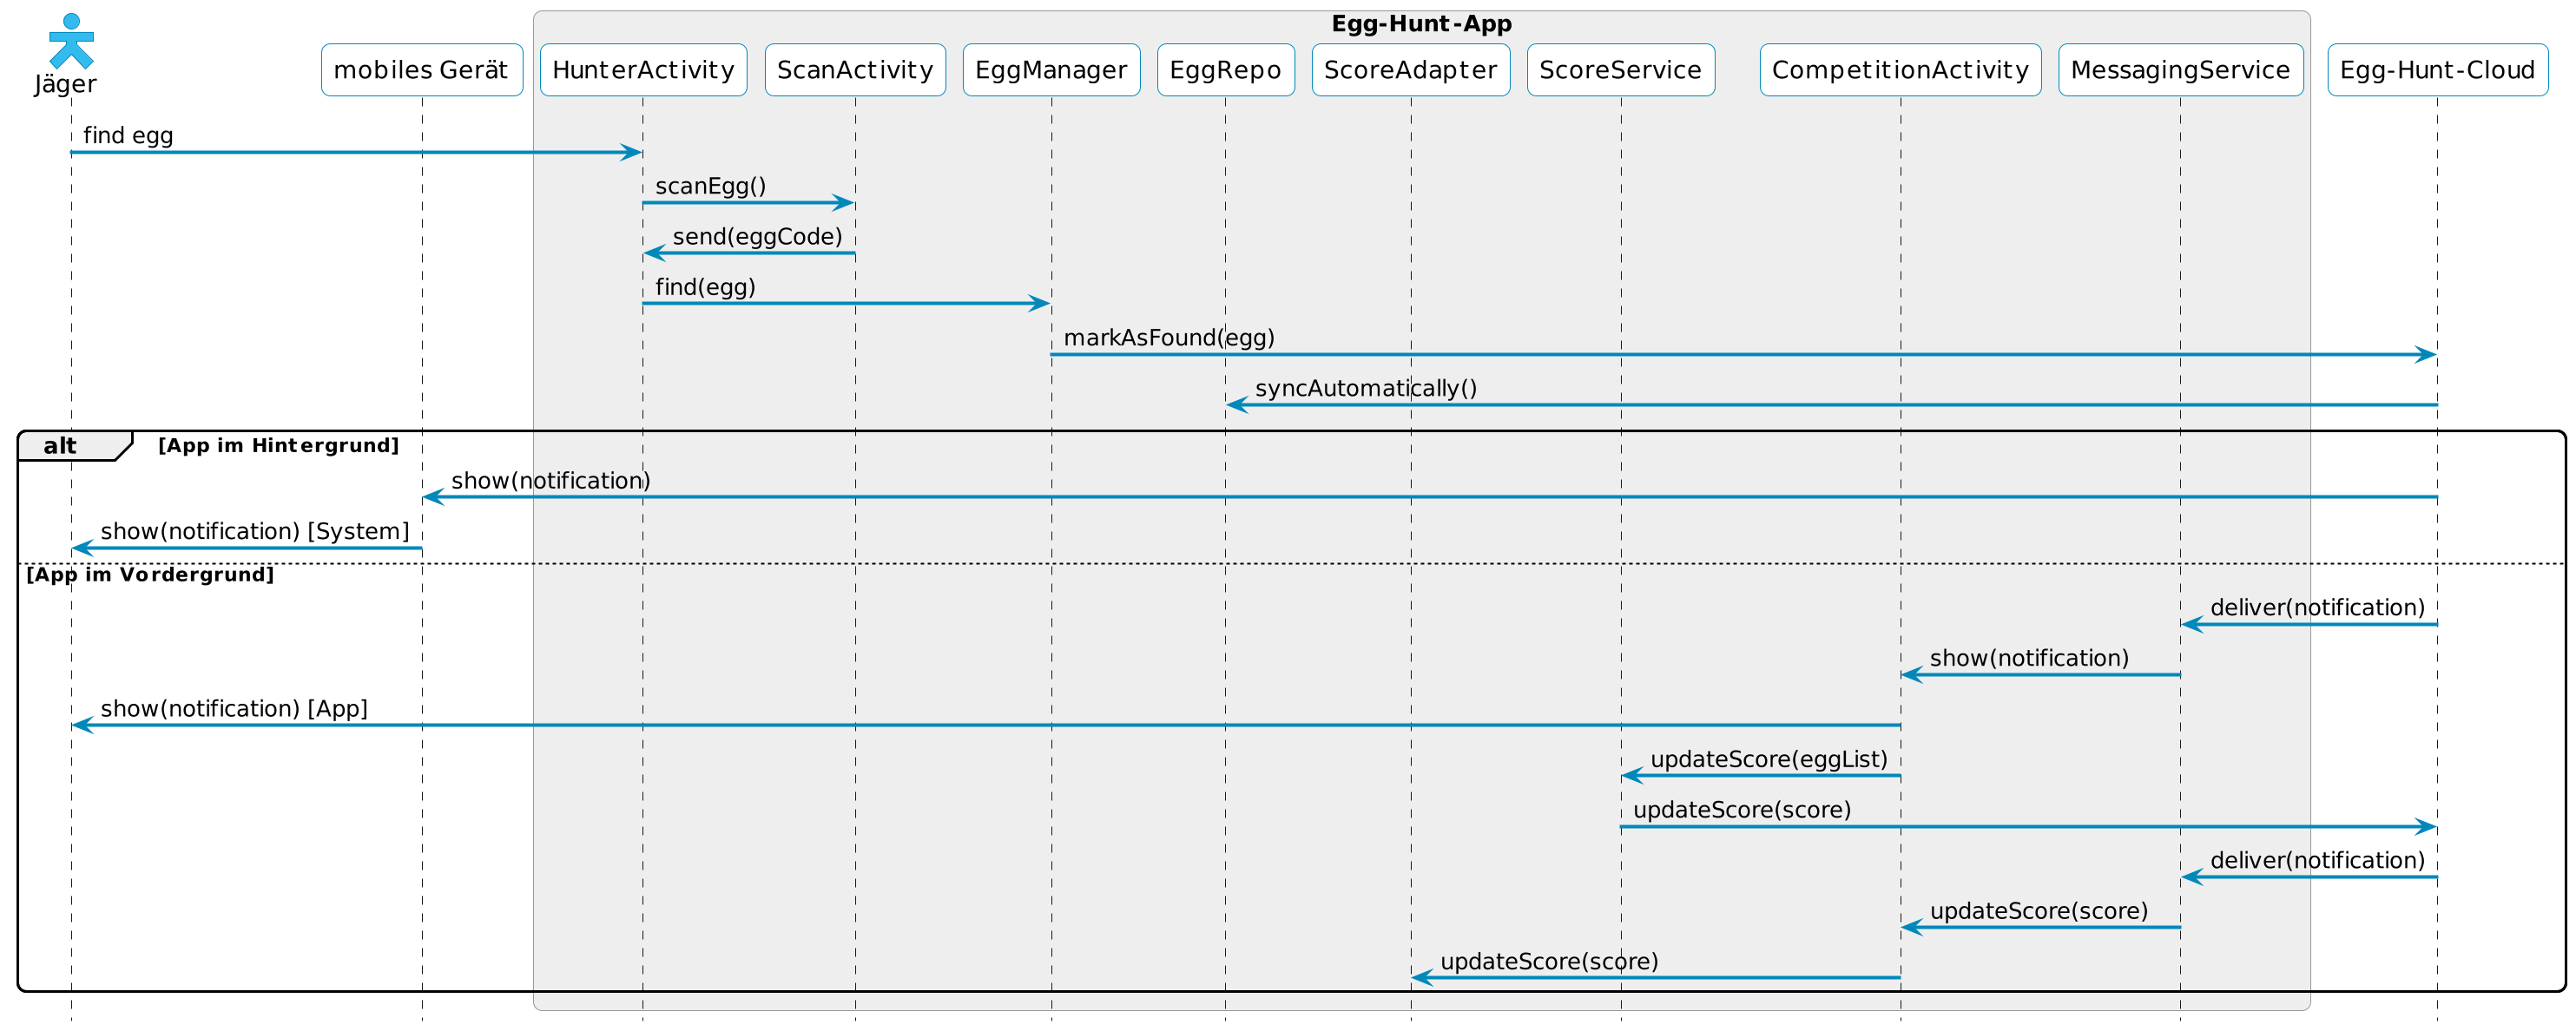 Egg-Hunt-App
Jäger
mobiles Gerät
HunterActivity
ScanActivity
EggManager
EggRepo
ScoreAdapter
ScoreService
CompetitionActivity
MessagingService
Egg-Hunt-Cloud
find egg
scanEgg()
send(eggCode)
find(egg)
markAsFound(egg)
syncAutomatically()
alt [App im Hintergrund]
show(notification)
show(notification) [System]
[App im Vordergrund]
deliver(notification)
show(notification)
show(notification) [App]
updateScore(eggList)
updateScore(score)
deliver(notification)
updateScore(score)
updateScore(score)